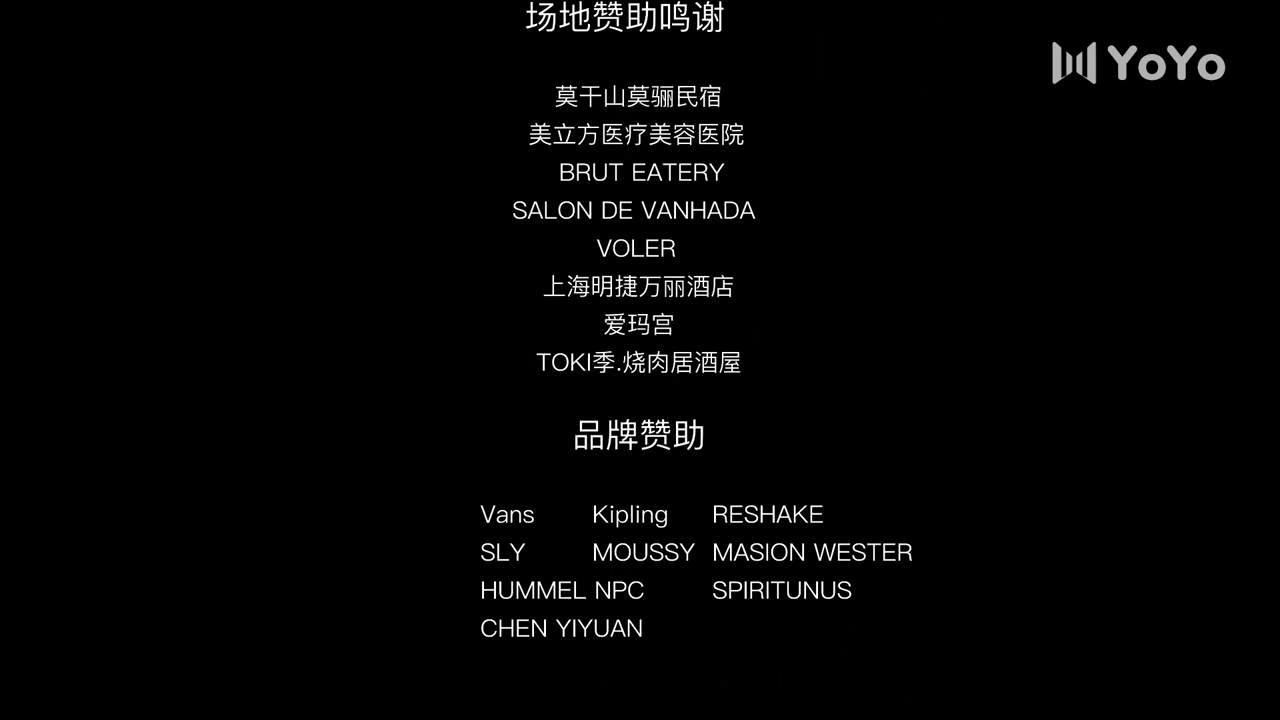 场地赞助鸣谢
YoYo
莫干山莫骊民宿
美立方医疗美容医院
BRUT EATERY
SALON DE VANHADA
VOLER
上海明捷万丽酒店
爱玛宫
TOKI季.烧肉居酒屋
品牌赞助
Vans Kipling RESHAKE
SLY MOUSSY MASION WESTER
HUMMEL NPC SPIRITUNUS
CHEN YIYUAN